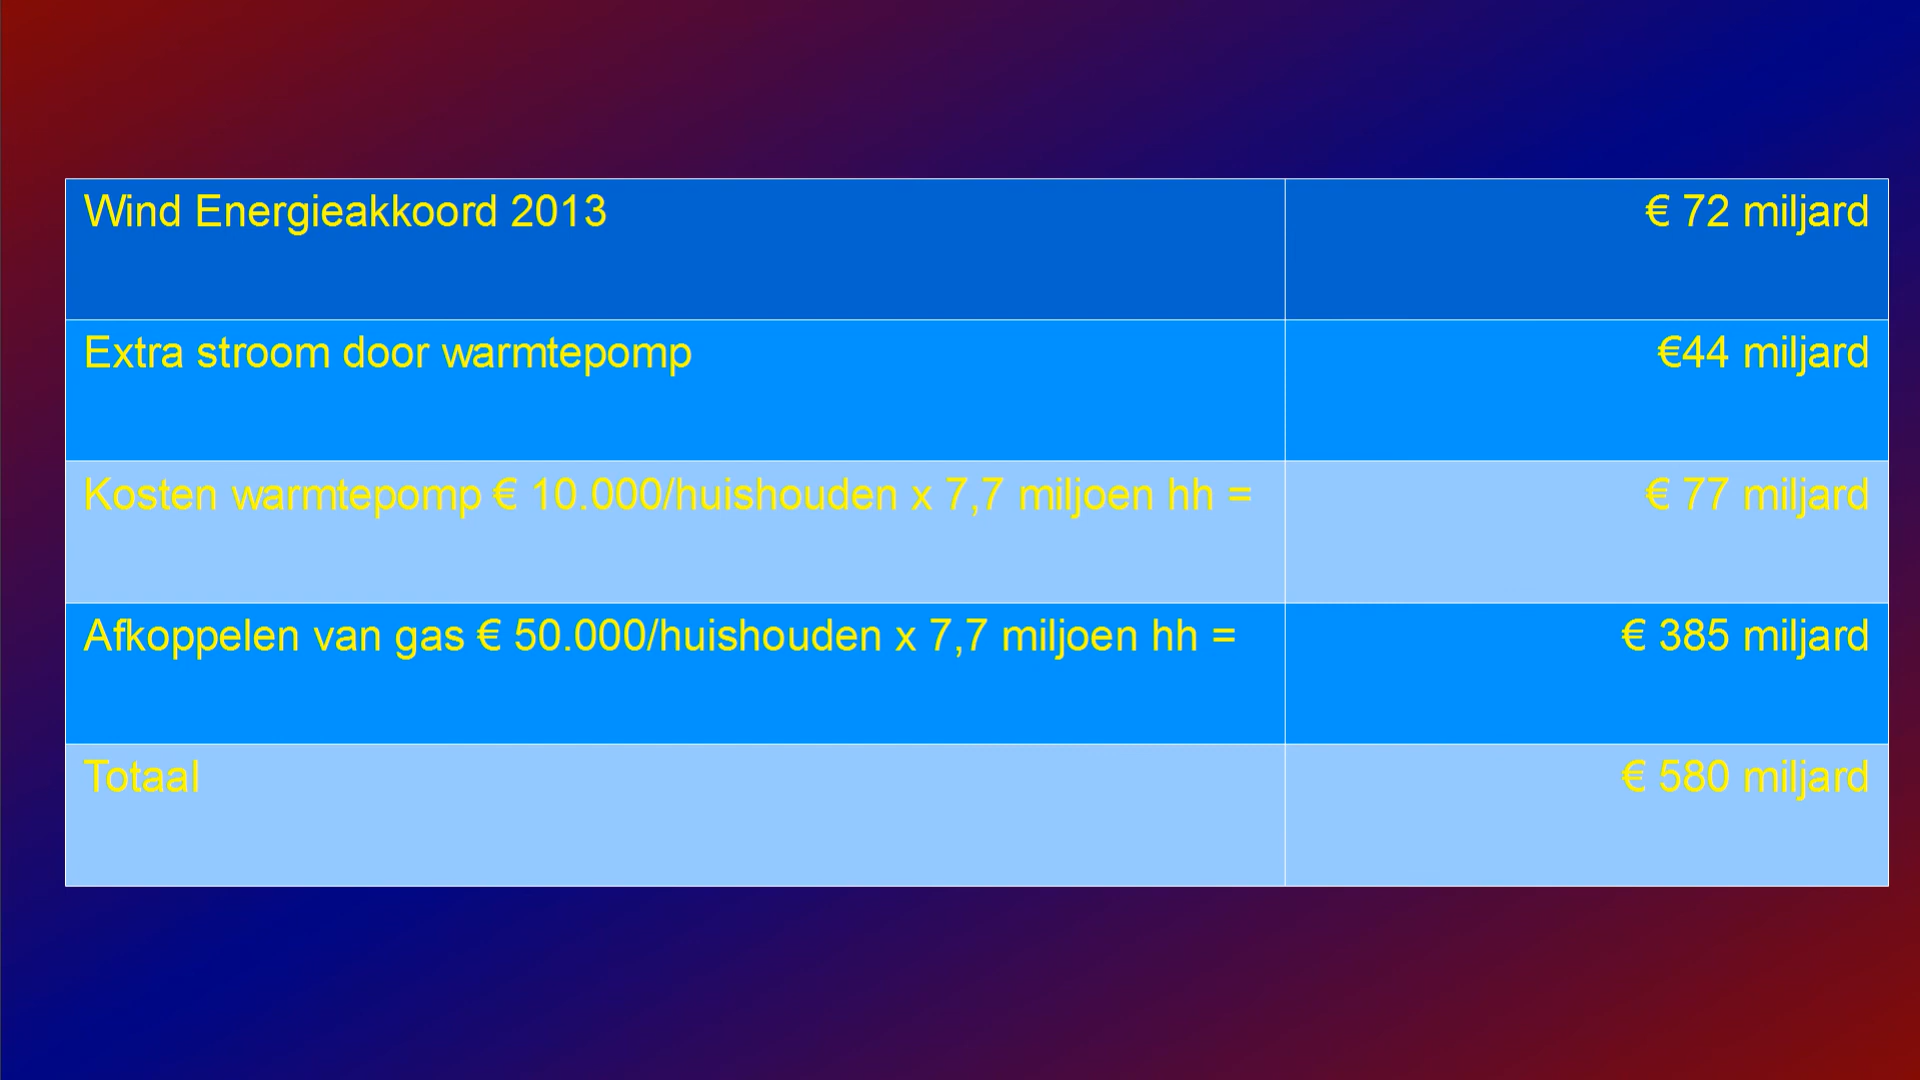 Wind Energieakkoord 2013 € 72 miljard
Extra stroom door warmtepomp €44 miljard
Kosten warmtepomp € 10.000/huishouden x 7,7 miljoen hh = € 77 miljard
Afkoppelen van gas € 50.000/huishouden x 7,7 miljoen hh = € 385 miljard
Totaal € 580 miljard